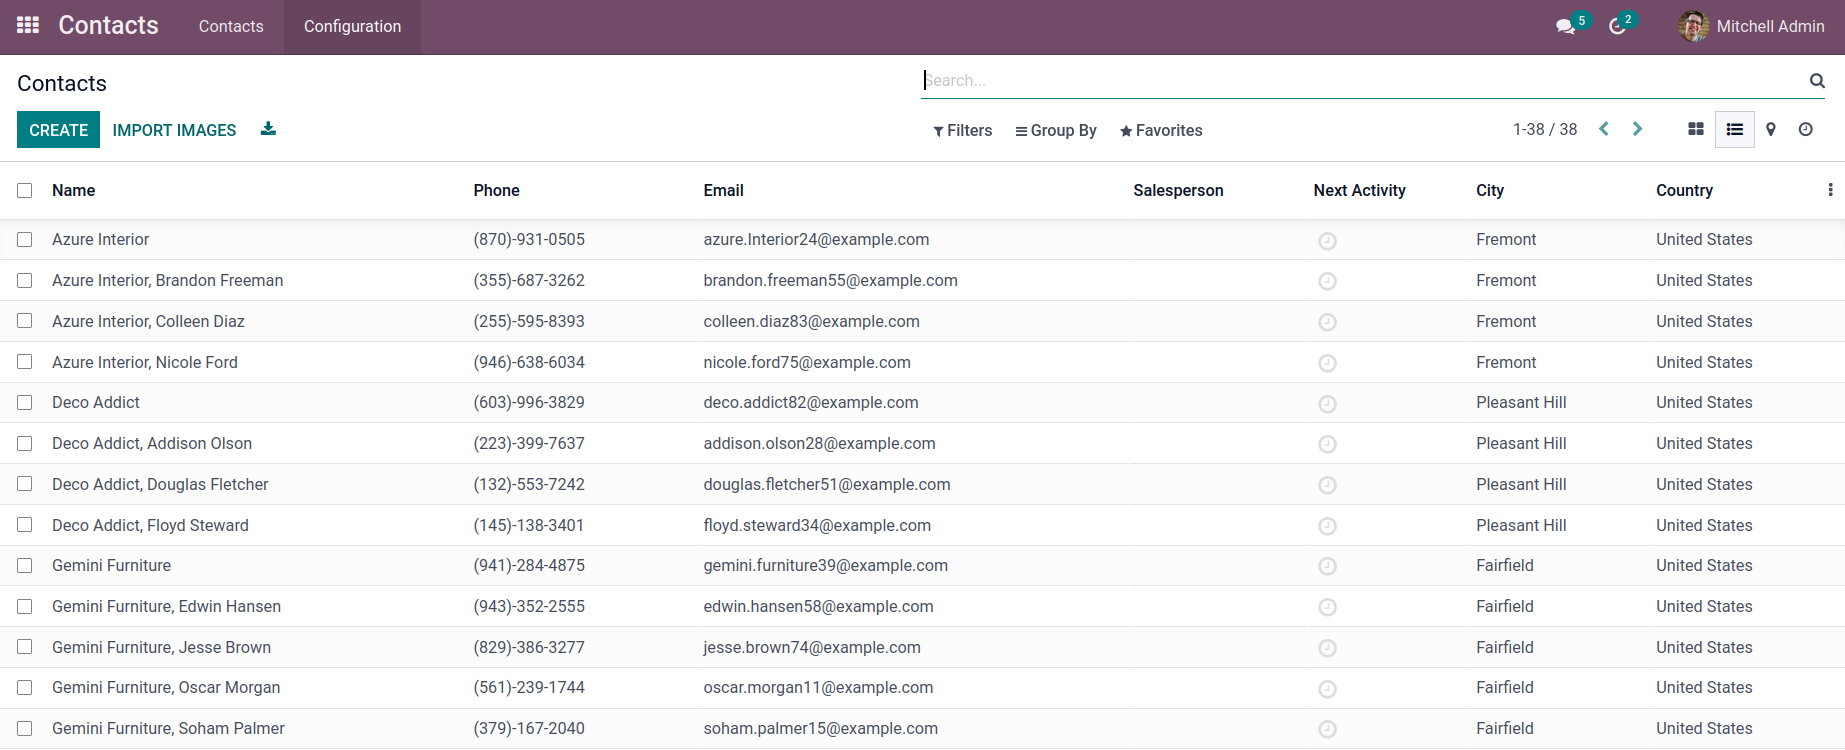 Contacts Contacts Configuration 5 2 Mitchell Admin
Contacts Search...
CREATE IMPORT IMAGES Filters Group By Favorites 1-38 / 38
Name Phone Email Salesperson Next Activity City Country
Azure Interior (870)-931-0505 azure.Interior24@example.com Fremont United States
Azure Interior, Brandon Freeman (355)-687-3262 brandon.freeman55@example.com Fremont United States
Azure Interior, Colleen Diaz (255)-595-8393 colleen.diaz83@example.com Fremont United States
Azure Interior, Nicole Ford (946)-638-6034 nicole.ford75@example.com Fremont United States
Deco Addict (603)-996-3829 deco.addict82@example.com Pleasant Hill United States
Deco Addict, Addison Olson (223)-399-7637 addison.olson28@example.com Pleasant Hill United States
Deco Addict, Douglas Fletcher (132)-553-7242 douglas.fletcher51@example.com Pleasant Hill United States
Deco Addict, Floyd Steward (145)-138-3401 floyd.steward34@example.com Pleasant Hill United States
Gemini Furniture (941)-284-4875 gemini.furniture39@example.com Fairfield United States
Gemini Furniture, Edwin Hansen (943)-352-2555 edwin.hansen58@example.com Fairfield United States
Gemini Furniture, Jesse Brown (829)-386-3277 jesse.brown74@example.com Fairfield United States
Gemini Furniture, Oscar Morgan (561)-239-1744 oscar.morgan11@example.com Fairfield United States
Gemini Furniture, Soham Palmer (379)-167-2040 soham.palmer15@example.com Fairfield United States